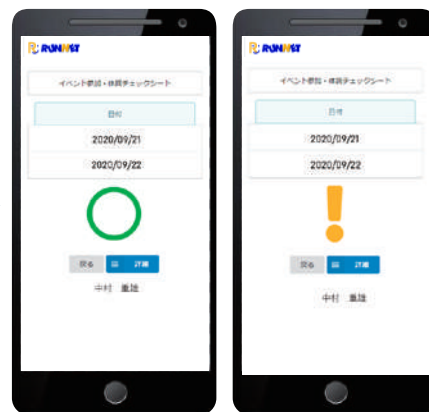 RUNNET
イベント参加・体調チェックシート
日付
2020/09/21
2020/09/22
戻る 詳細
中村 重雄
RUNNET
イベント参加・体調チェックシート
日付
2020/09/21
2020/09/22
戻る 詳細
中村 重雄